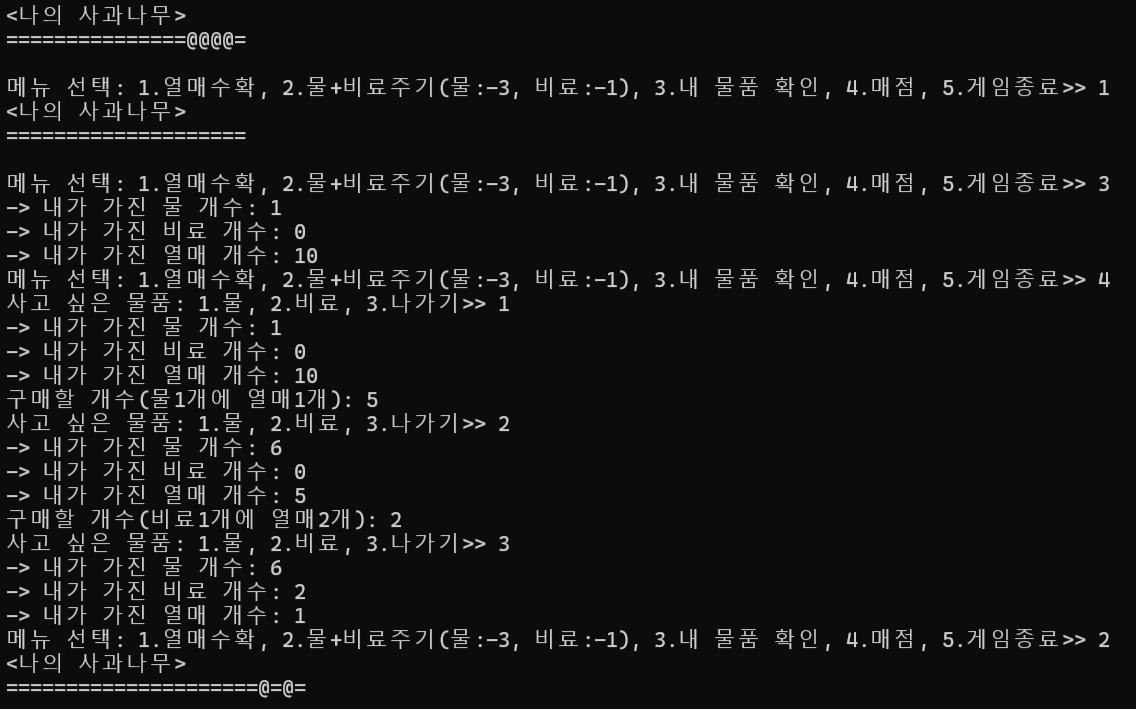 <나의 사과나무>
===============@@@@=
메뉴 선택: 1.열매수확, 2.물+비료주기(물:-3, 비료:-1), 3.내 물품 확인, 4.매점, 5.게임종료>> 1
<나의 사과나무>
====================
메뉴 선택: 1.열매수확, 2.물+비료주기(물:-3, 비료:-1), 3.내 물품 확인, 4.매점, 5.게임종료>> 3
-> 내가 가진 물 개수: 1
-> 내가 가진 비료 개수: 0
-> 내가 가진 열매 개수: 10
메뉴 선택: 1.열매수확, 2.물+비료주기(물:-3, 비료:-1), 3.내 물품 확인, 4.매점, 5.게임종료>> 4
사고 싶은 물품: 1.물, 2.비료, 3.나가기>> 1
-> 내가 가진 물 개수: 1
-> 내가 가진 비료 개수: 0
-> 내가 가진 열매 개수: 10
구매할 개수(물1개에 열매1개): 5
사고 싶은 물품: 1.물, 2.비료, 3.나가기>> 2
-> 내가 가진 물 개수: 6
-> 내가 가진 비료 개수: 0
-> 내가 가진 열매 개수: 5
구매할 개수(비료1개에 열매2개): 2
사고 싶은 물품: 1.물, 2.비료, 3.나가기>> 3
-> 내가 가진 물 개수: 6
-> 내가 가진 비료 개수: 2
-> 내가 가진 열매 개수: 1
메뉴 선택: 1.열매수확, 2.물+비료주기(물:-3, 비료:-1), 3.내 물품 확인, 4.매점, 5.게임종료>> 2
<나의 사과나무>
=====================@=@=